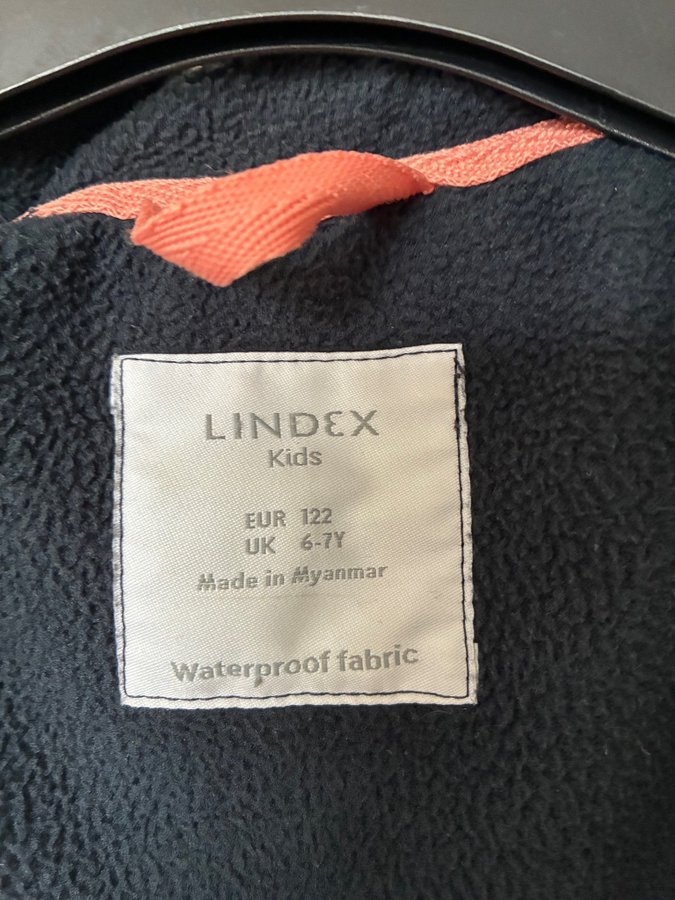 LINDEX
Kids
EUR 122
UK 6-7Y
Made in Myanmar
Waterproof fabric